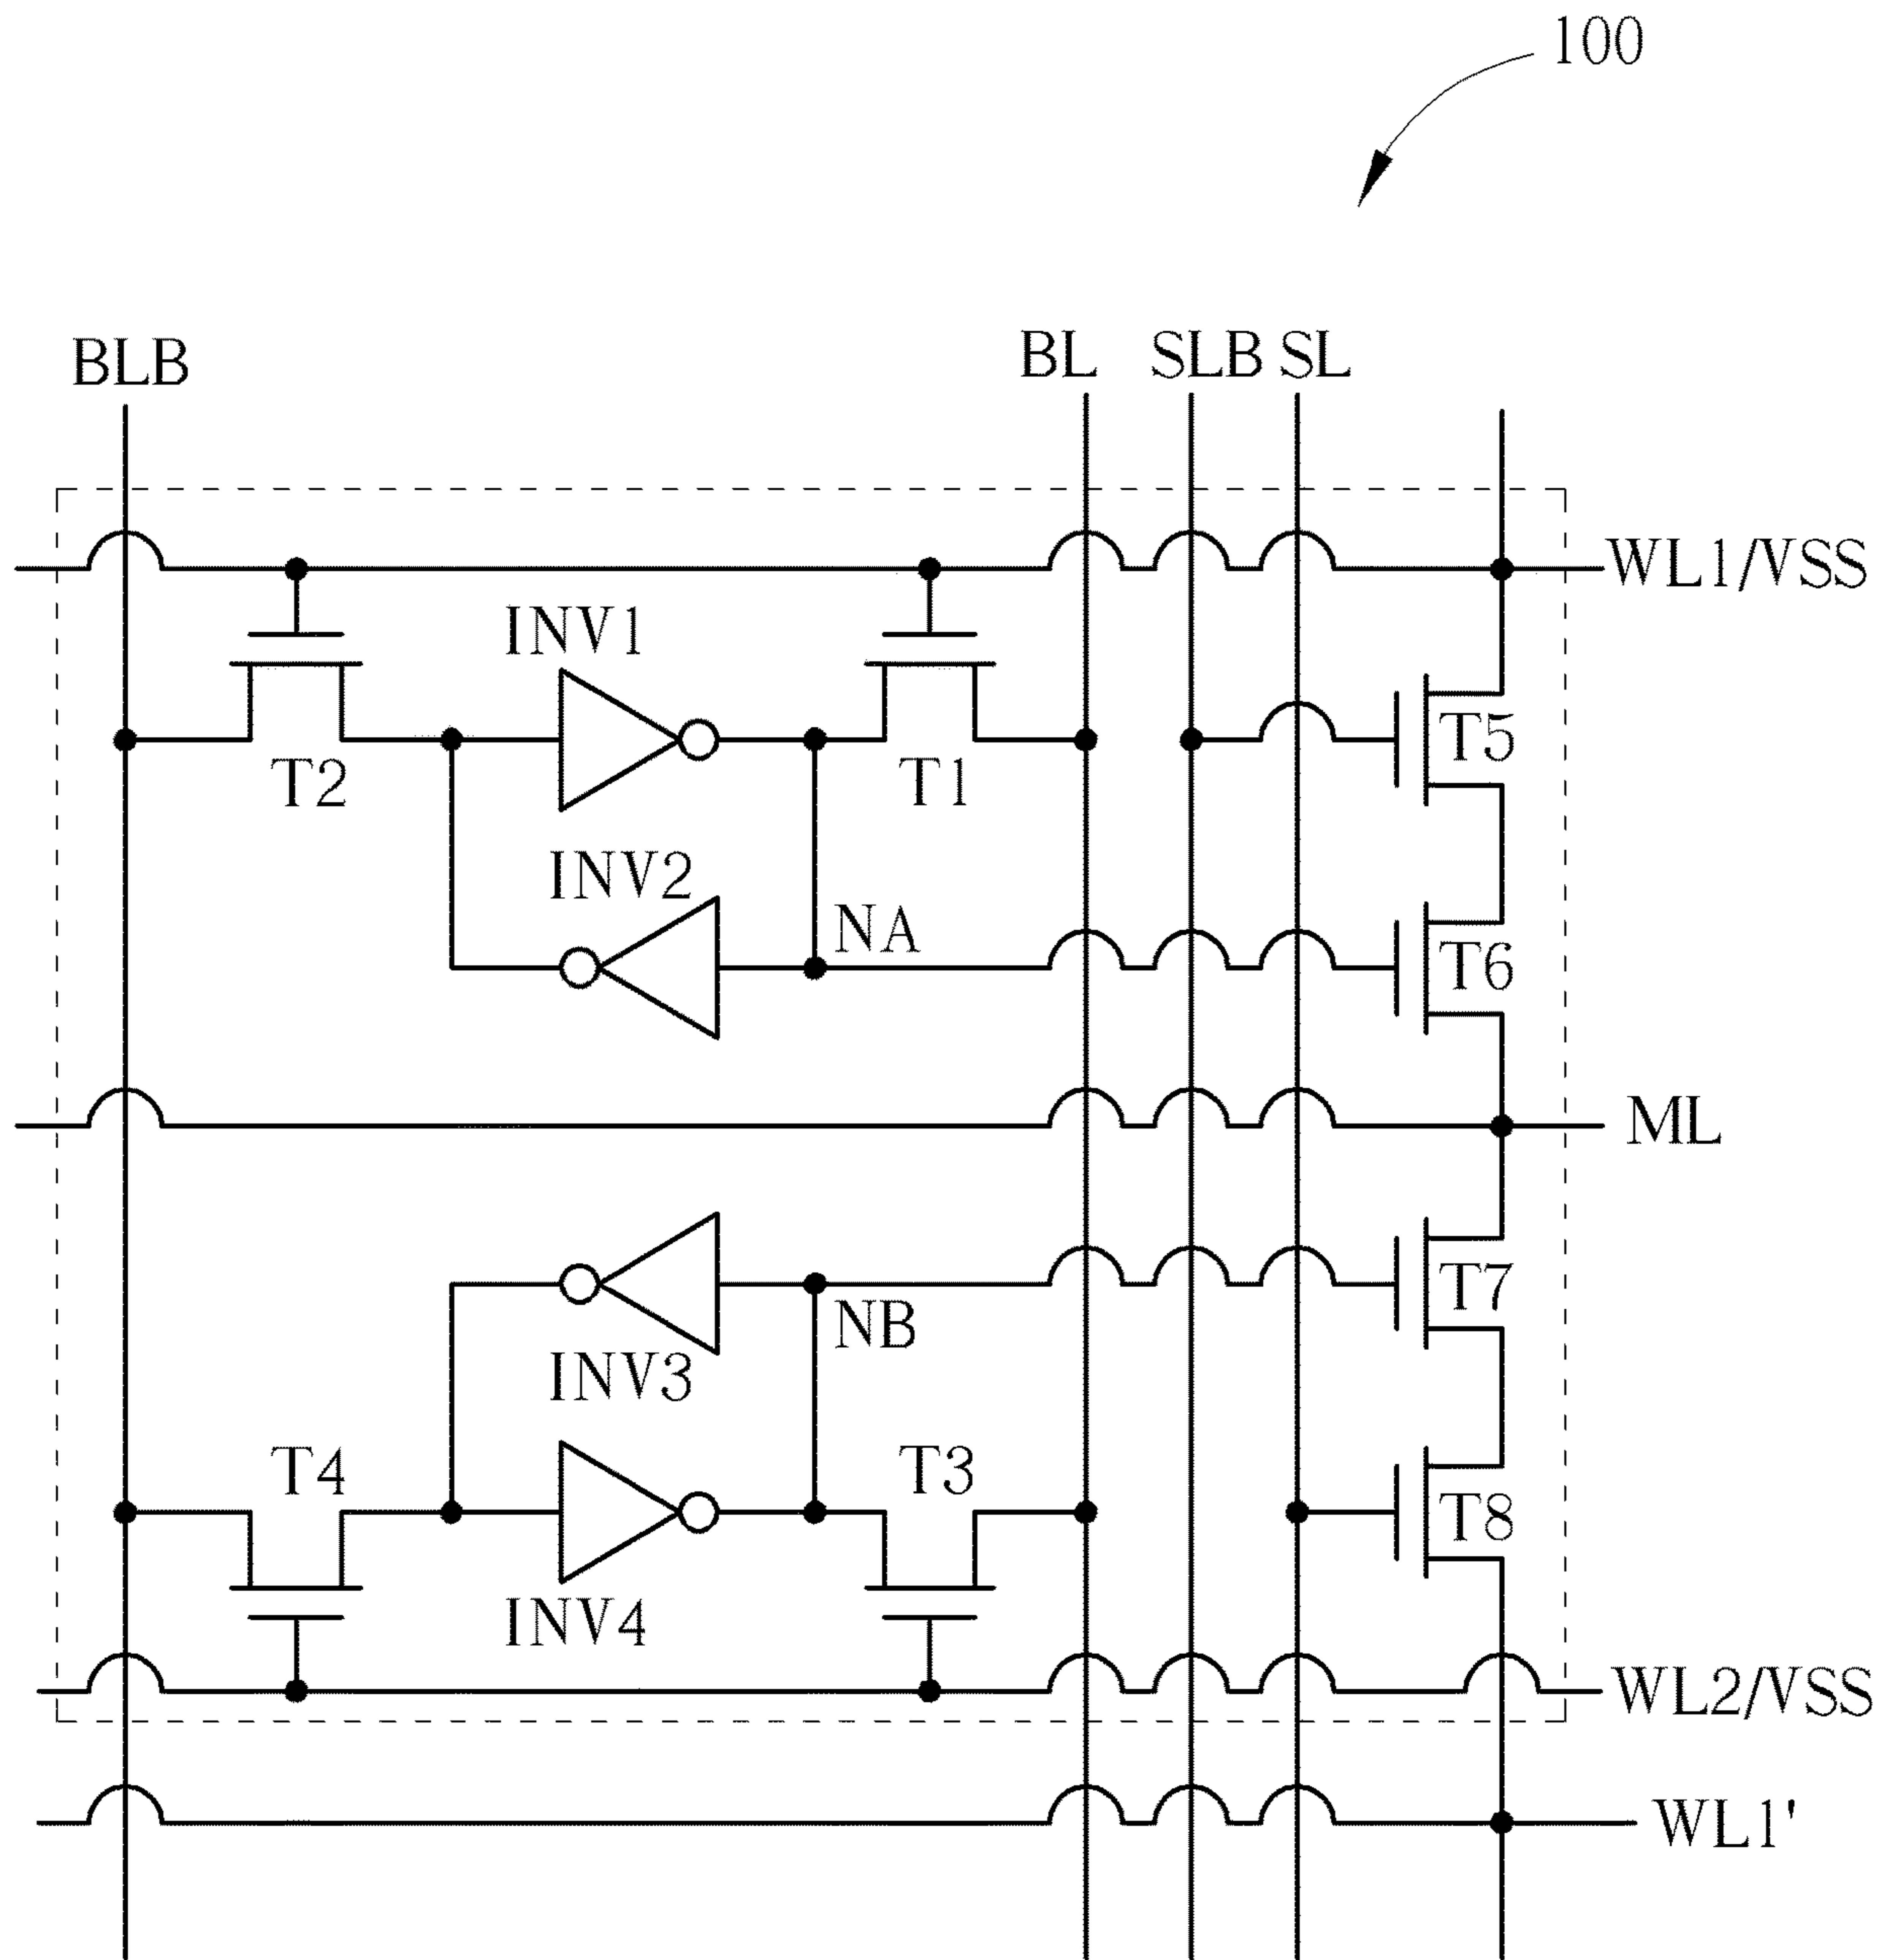 100
BLB
BL
SLB
SL
WL1/VSS
INV1
T2
T1
T5
INV2
NA
T6
ML
NB
T7
INV3
T4
T3
T8
INV4
WL2/VSS
WL1'